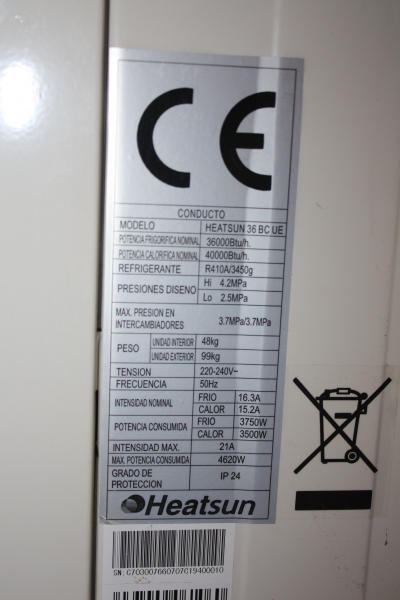 CE
CONDUCTO
MODELO HEATSUN 36 BC UE
POTENCIA FRIGORIFICA NOMINAL 36000Btu/h.
POTENCIA CALORIFICA NOMINAL 40000Btu/h.
REFRIGERANTE R410A/3450g
PRESIONES DISENO Hi 4.2MPa
Lo 2.5MPa
MAX. PRESION EN
INTERCAMBIADORES 3.7MPa/3.7MPa
PESO UNIDAD INTERIOR 48kg
UNIDAD EXTERIOR 99kg
TENSION 220-240V~
FRECUENCIA 50Hz
INTENSIDAD NOMINAL FRIO 16.3A
CALOR 15.2A
POTENCIA CONSUMIDA FRIO 3750W
CALOR 3500W
INTENSIDAD MAX. 21A
MAX. POTENCIA CONSUMIDA 4620W
GRADO DE
PROTECCION IP 24
Heatsun
SN: C703007660707019400010